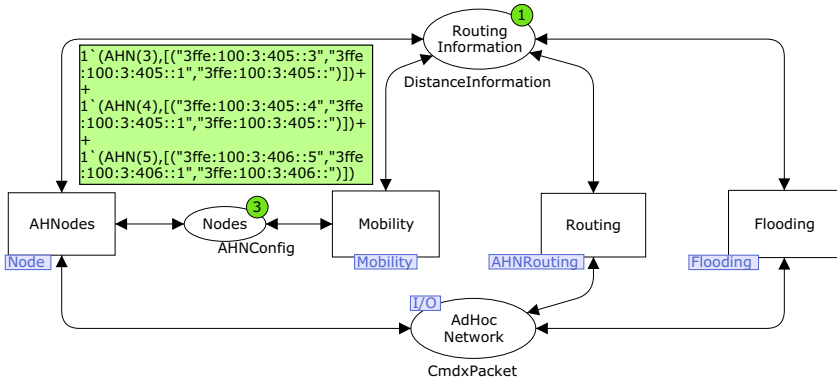 1
Routing
Information
DistanceInformation
1`(AHN(3),[("3ffe:100:3:405::3","3ffe
:100:3:405::1","3ffe:100:3:405::")])+
+
1`(AHN(4),[("3ffe:100:3:405::4","3ffe
:100:3:405::1","3ffe:100:3:405::")])+
+
1`(AHN(5),[("3ffe:100:3:406::5","3ffe
:100:3:406::1","3ffe:100:3:406::")])
AHNodes
Node
3
Nodes
AHNConfig
Mobility
Mobility
Routing
AHNRouting
Flooding
Flooding
I/O
AdHoc
Network
CmdxPacket